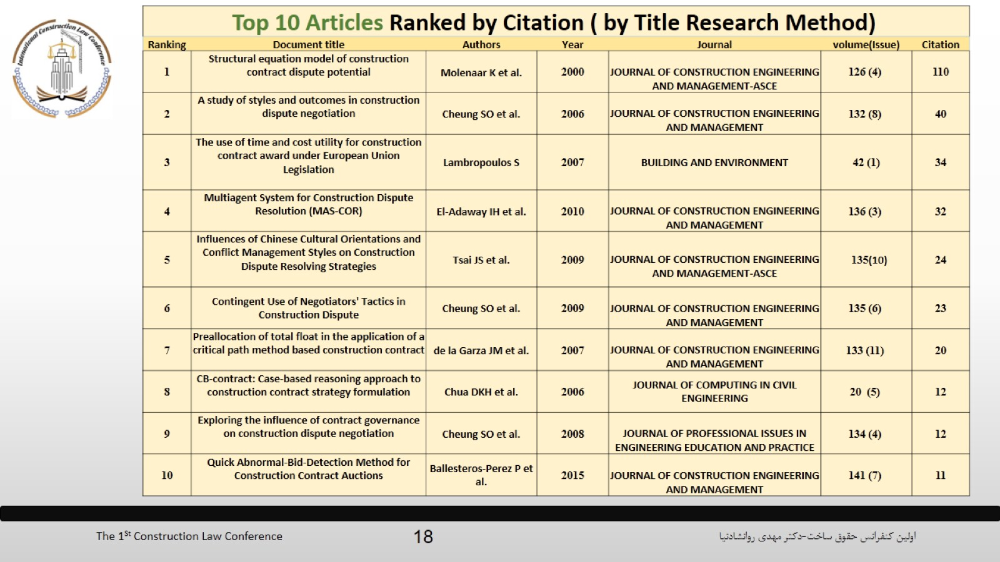 International Construction Law Conference
Top 10 Articles Ranked by Citation ( by Title Research Method)
Ranking Document title Authors Year Journal volume(Issue) Citation
Structural equation model of construction
1 contract dispute potential Molenaar K et al. 2000 JOURNAL OF CONSTRUCTION ENGINEERING 126 (4) 110
AND MANAGEMENT-ASCE
A study of styles and outcomes in construction
2 dispute negotiation Cheung SO et al. 2006 JOURNAL OF CONSTRUCTION ENGINEERING 132 (8) 40
AND MANAGEMENT
The use of time and cost utility for construction
contract award under European Union
3 Legislation Lambropoulos S 2007 BUILDING AND ENVIRONMENT 42 (1) 34
Multiagent System for Construction Dispute
4 Resolution (MAS-COR) El-Adaway IH et al. 2010 JOURNAL OF CONSTRUCTION ENGINEERING 136 (3) 32
AND MANAGEMENT
Influences of Chinese Cultural Orientations and
Conflict Management Styles on Construction
5 Dispute Resolving Strategies Tsai JS et al. 2009 JOURNAL OF CONSTRUCTION ENGINEERING 135(10) 24
AND MANAGEMENT-ASCE
Contingent Use of Negotiators' Tactics in
6 Construction Dispute Cheung SO et al. 2009 JOURNAL OF CONSTRUCTION ENGINEERING 135 (6) 23
AND MANAGEMENT
Preallocation of total float in the application of a
7 critical path method based construction contract de la Garza JM et al. 2007 JOURNAL OF CONSTRUCTION ENGINEERING 133 (11) 20
AND MANAGEMENT
CB-contract: Case-based reasoning approach to
8 construction contract strategy formulation Chua DKH et al. 2006 JOURNAL OF COMPUTING IN CIVIL 20 (5) 12
ENGINEERING
Exploring the influence of contract governance
9 on construction dispute negotiation Cheung SO et al. 2008 JOURNAL OF PROFESSIONAL ISSUES IN 134 (4) 12
ENGINEERING EDUCATION AND PRACTICE
Quick Abnormal-Bid-Detection Method for
10 Construction Contract Auctions Ballesteros-Perez P et 2015 JOURNAL OF CONSTRUCTION ENGINEERING 141 (7) 11
al. AND MANAGEMENT
The 1St Construction Law Conference
18
اولین کنفرانس حقوق ساخت-دکتر مهدی روانشادنیا